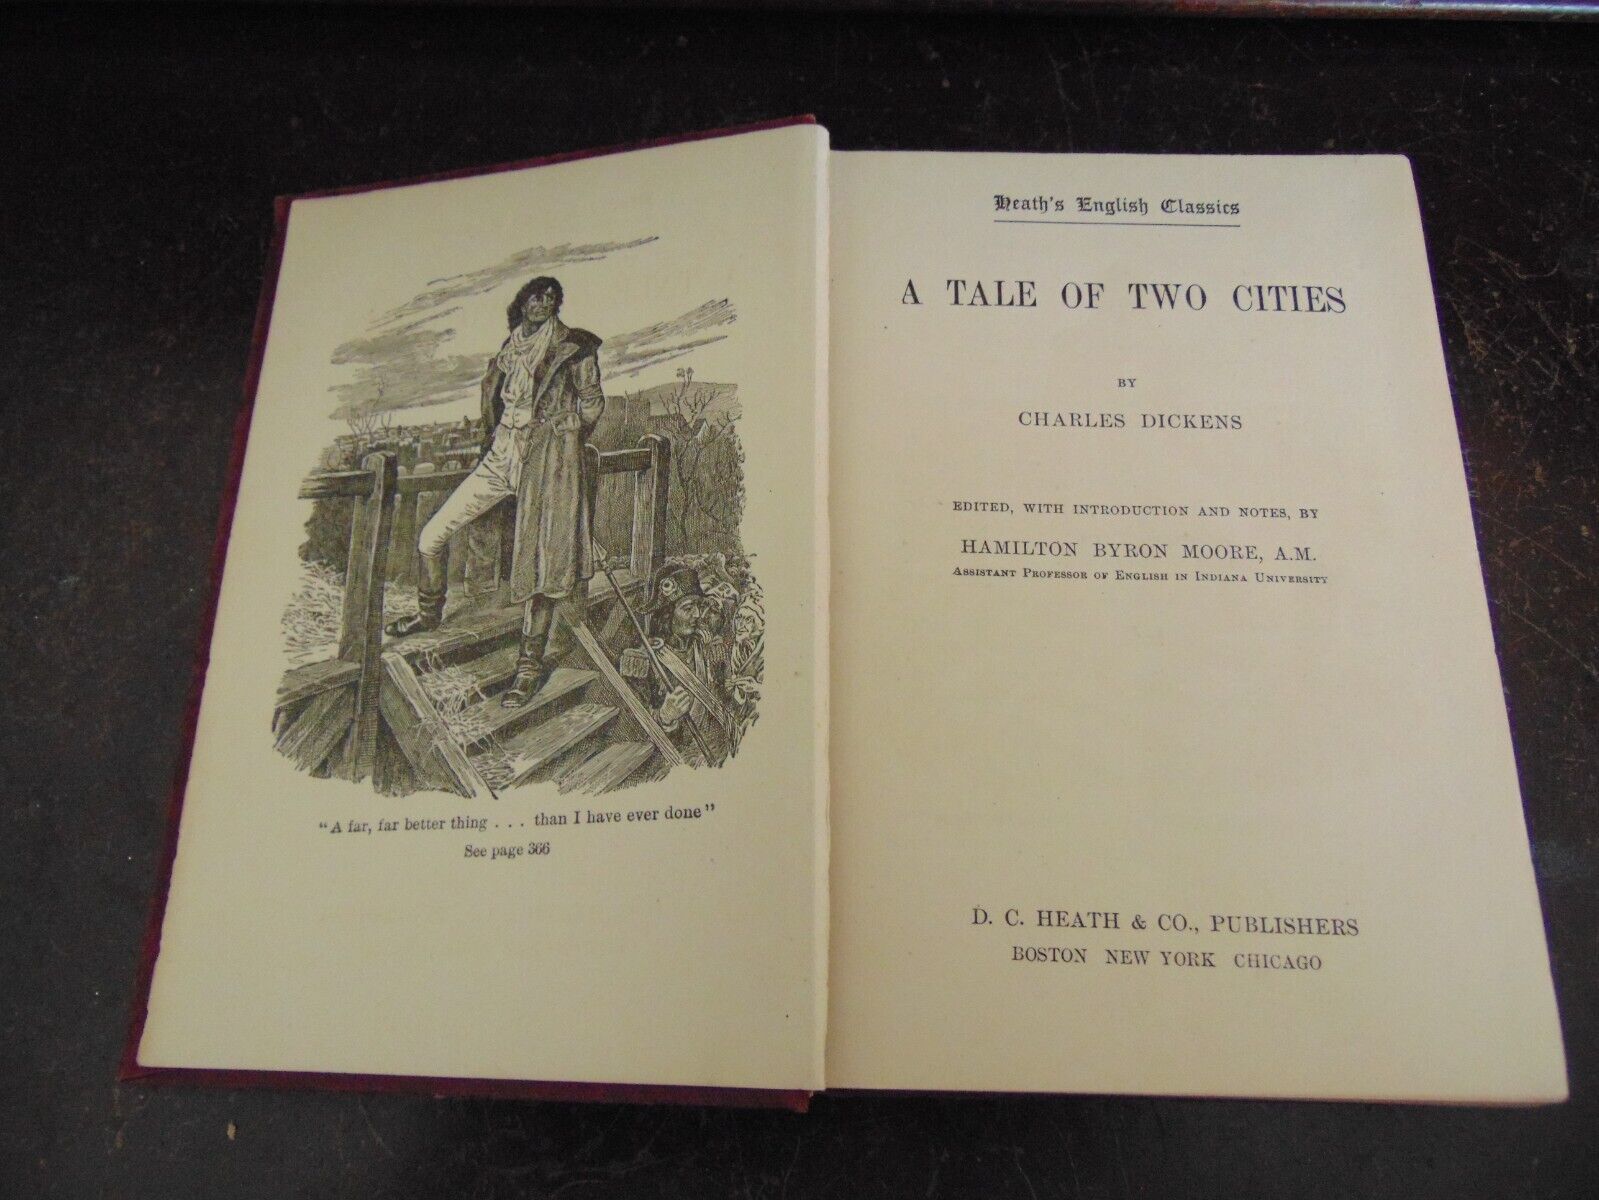 "A far, far better thing . . . than I have ever done"
See page 366
Heath's English Classics
A TALE OF TWO CITIES
BY
CHARLES DICKENS
EDITED, WITH INTRODUCTION AND NOTES, BY
HAMILTON BYRON MOORE, A.M.
ASSISTANT PROFESSOR OF ENGLISH IN INDIANA UNIVERSITY
D. C. HEATH & CO., PUBLISHERS
BOSTON NEW YORK CHICAGO